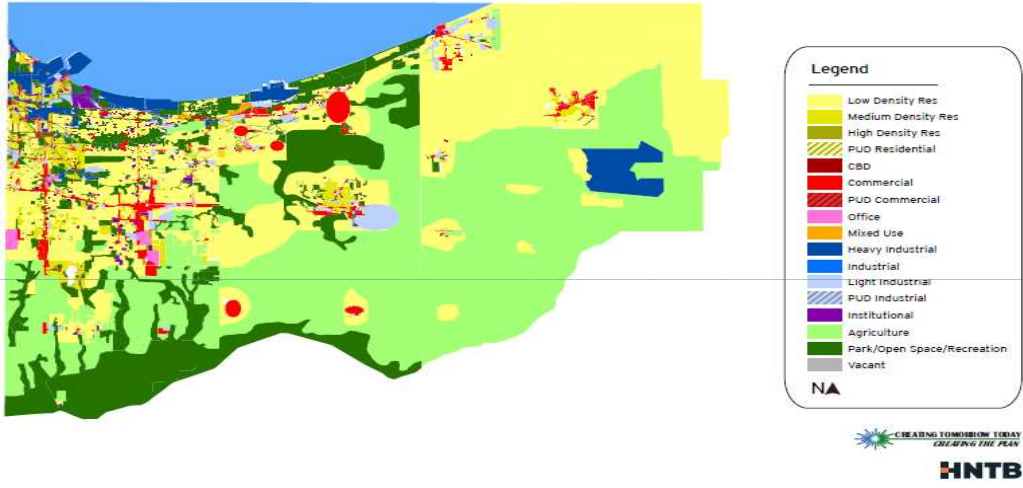 Legend
Low Density Res
Medium Density Res
High Density Res
PUD Residential
CBD
Commercial
PUD Commercial
Office
Mixed Use
Heavy Industrial
Industrial
Light Industrial
PUD Industrial
Institutional
Agriculture
Park/Open Space/Recreation
Vacant
N
CREATING TOMORROW TODAY
CREATING THE PLAN
HNTB